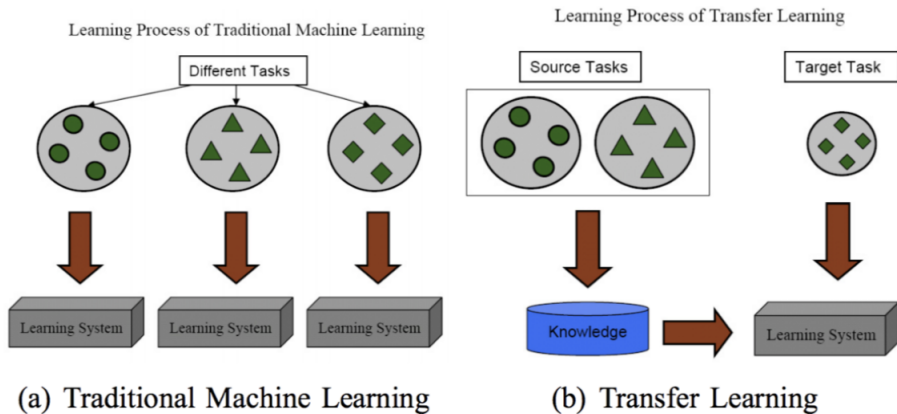 Learning Process of Traditional Machine Learning
Different Tasks
Learning System
Learning System
Learning System
(a) Traditional Machine Learning
Learning Process of Transfer Learning
Source Tasks
Target Task
Knowledge
Learning System
(b) Transfer Learning